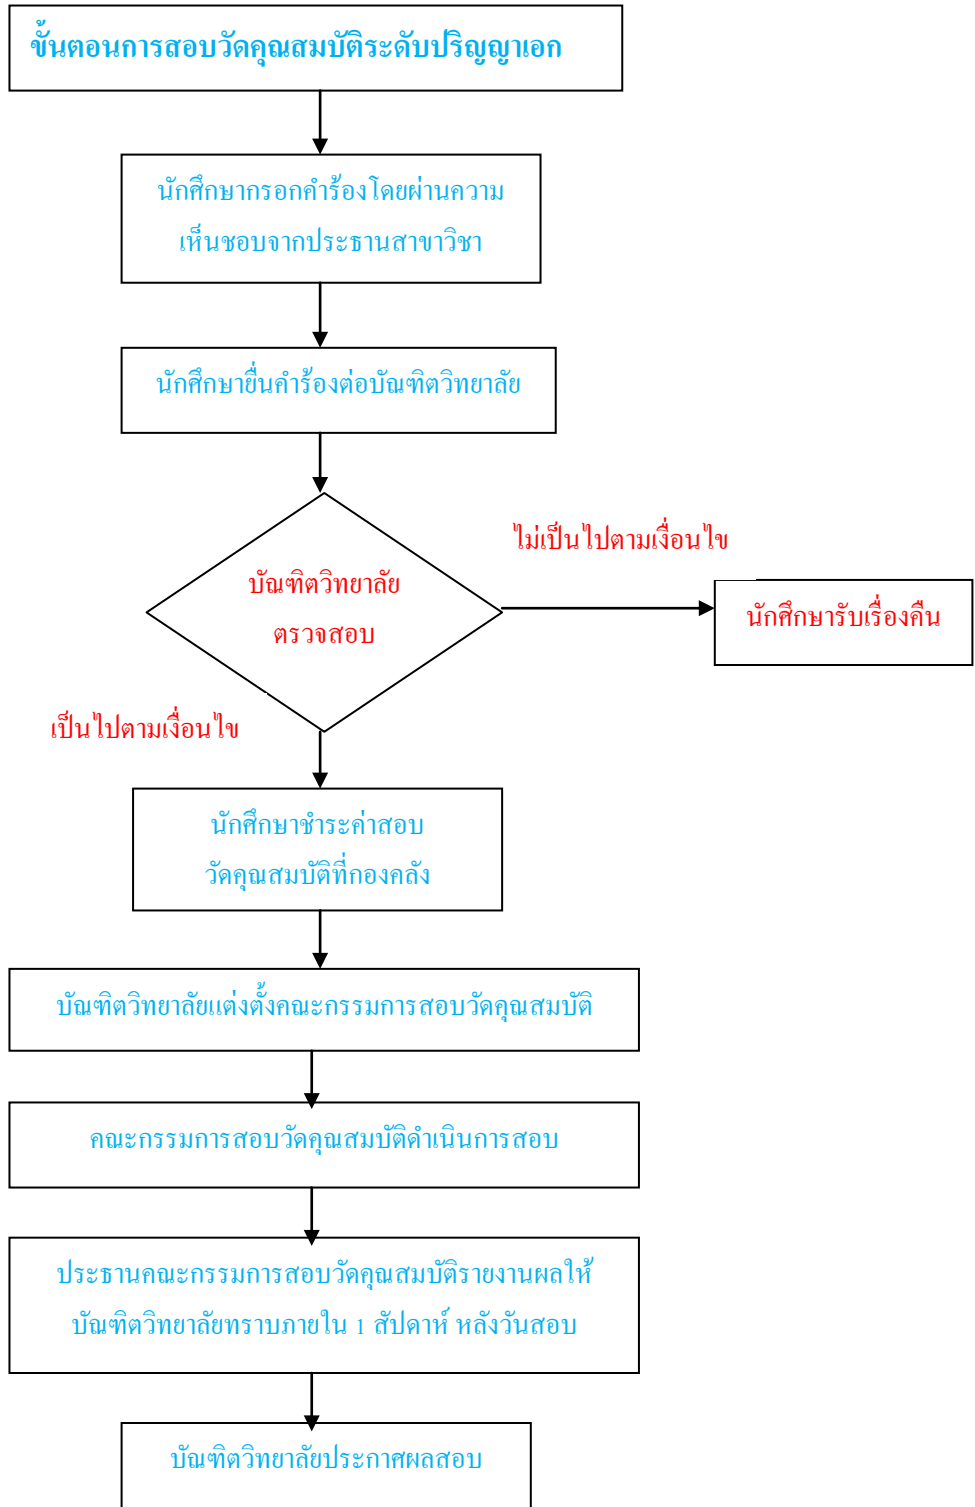 ขั้นตอนการสอบวัดคุณสมบัติระดับปริญญาเอก
นักศึกษากรอกคำร้องโดยผ่านความ
เห็นชอบจากประธานสาขาวิชา
นักศึกษายื่นคำร้องต่อบัณฑิตวิทยาลัย
ไม่เป็นไปตามเงื่อนไข
บัณฑิตวิทยาลัย
ตรวจสอบ
นักศึกษารับเรื่องคืน
เป็นไปตามเงื่อนไข
นักศึกษาชำระค่าสอบ
วัดคุณสมบัติที่กองคลัง
บัณฑิตวิทยาลัยแต่งตั้งคณะกรรมการสอบวัดคุณสมบัติ
คณะกรรมการสอบวัดคุณสมบัติดำเนินการสอบ
ประธานคณะกรรมการสอบวัดคุณสมบัติรายงานผลให้
บัณฑิตวิทยาลัยทราบภายใน 1 สัปดาห์ หลังวันสอบ
บัณฑิตวิทยาลัยประกาศผลสอบ